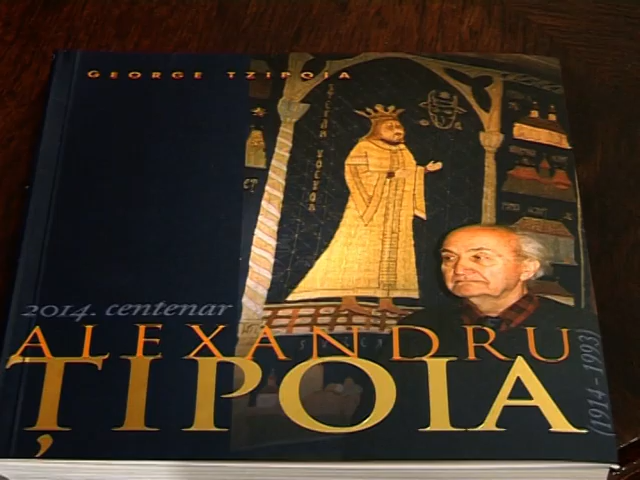 GEORGE TZIPOIA
2014. centenar
ALEXANDRU
ȚIPOIA
(1914-1993)